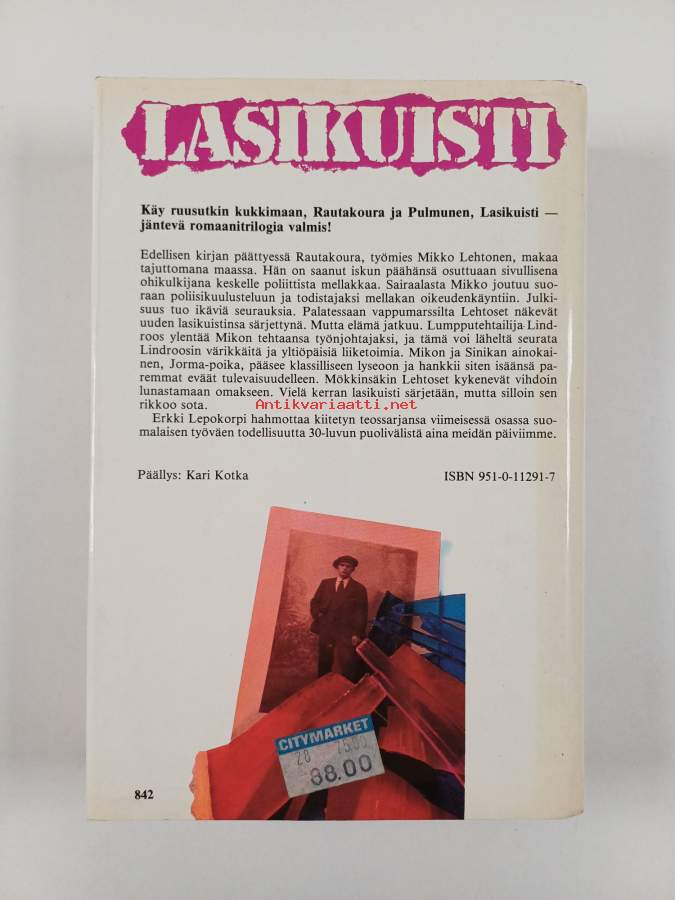 LASIKUISTI
Käy ruusutkin kukkimaan, Rautakoura ja Pulmunen, Lasikuisti —
jäntevä romaanitrilogia valmis!
Edellisen kirjan päättyessä Rautakoura, työmies Mikko Lehtonen, makaa
tajuttomana maassa. Hän on saanut iskun päähänsä osuttuaan sivullisena
ohikulkijana keskelle poliittista mellakkaa. Sairaalasta Mikko joutuu suo-
raan poliisikuulusteluun ja todistajaksi mellakan oikeudenkäyntiin. Julki-
suus tuo ikäviä seurauksia. Palatessaan vappumarssilta Lehtoset näkevät
uuden lasikuistinsa särjettynä. Mutta elämä jatkuu. Lumpputehtailija Lind-
roos ylentää Mikon tehtaansa työnjohtajaksi, ja tämä voi läheltä seurata
Lindroosin värikkäitä ja yltiöpäisiä liiketoimia. Mikon ja Sinikan ainokai-
nen, Jorma-poika, pääsee klassilliseen lyseoon ja hankkii siten isäänsä pa-
remmat eväät tulevaisuudelleen. Mökkinsäkin Lehtoset kykenevät vihdoin
lunastamaan omakseen. Vielä kerran lasikuisti särjetään, mutta silloin sen
rikkoo sota.
Antikvariaatti.net
Erkki Lepokorpi hahmottaa kiitetyn teossarjansa viimeisessä osassa suo-
malaisen työväen todellisuutta 30-luvun puolivälistä aina meidän päiviimme.
Päällys: Kari Kotka
ISBN 951-0-11291-7
CITYMARKET
28
38.00
842